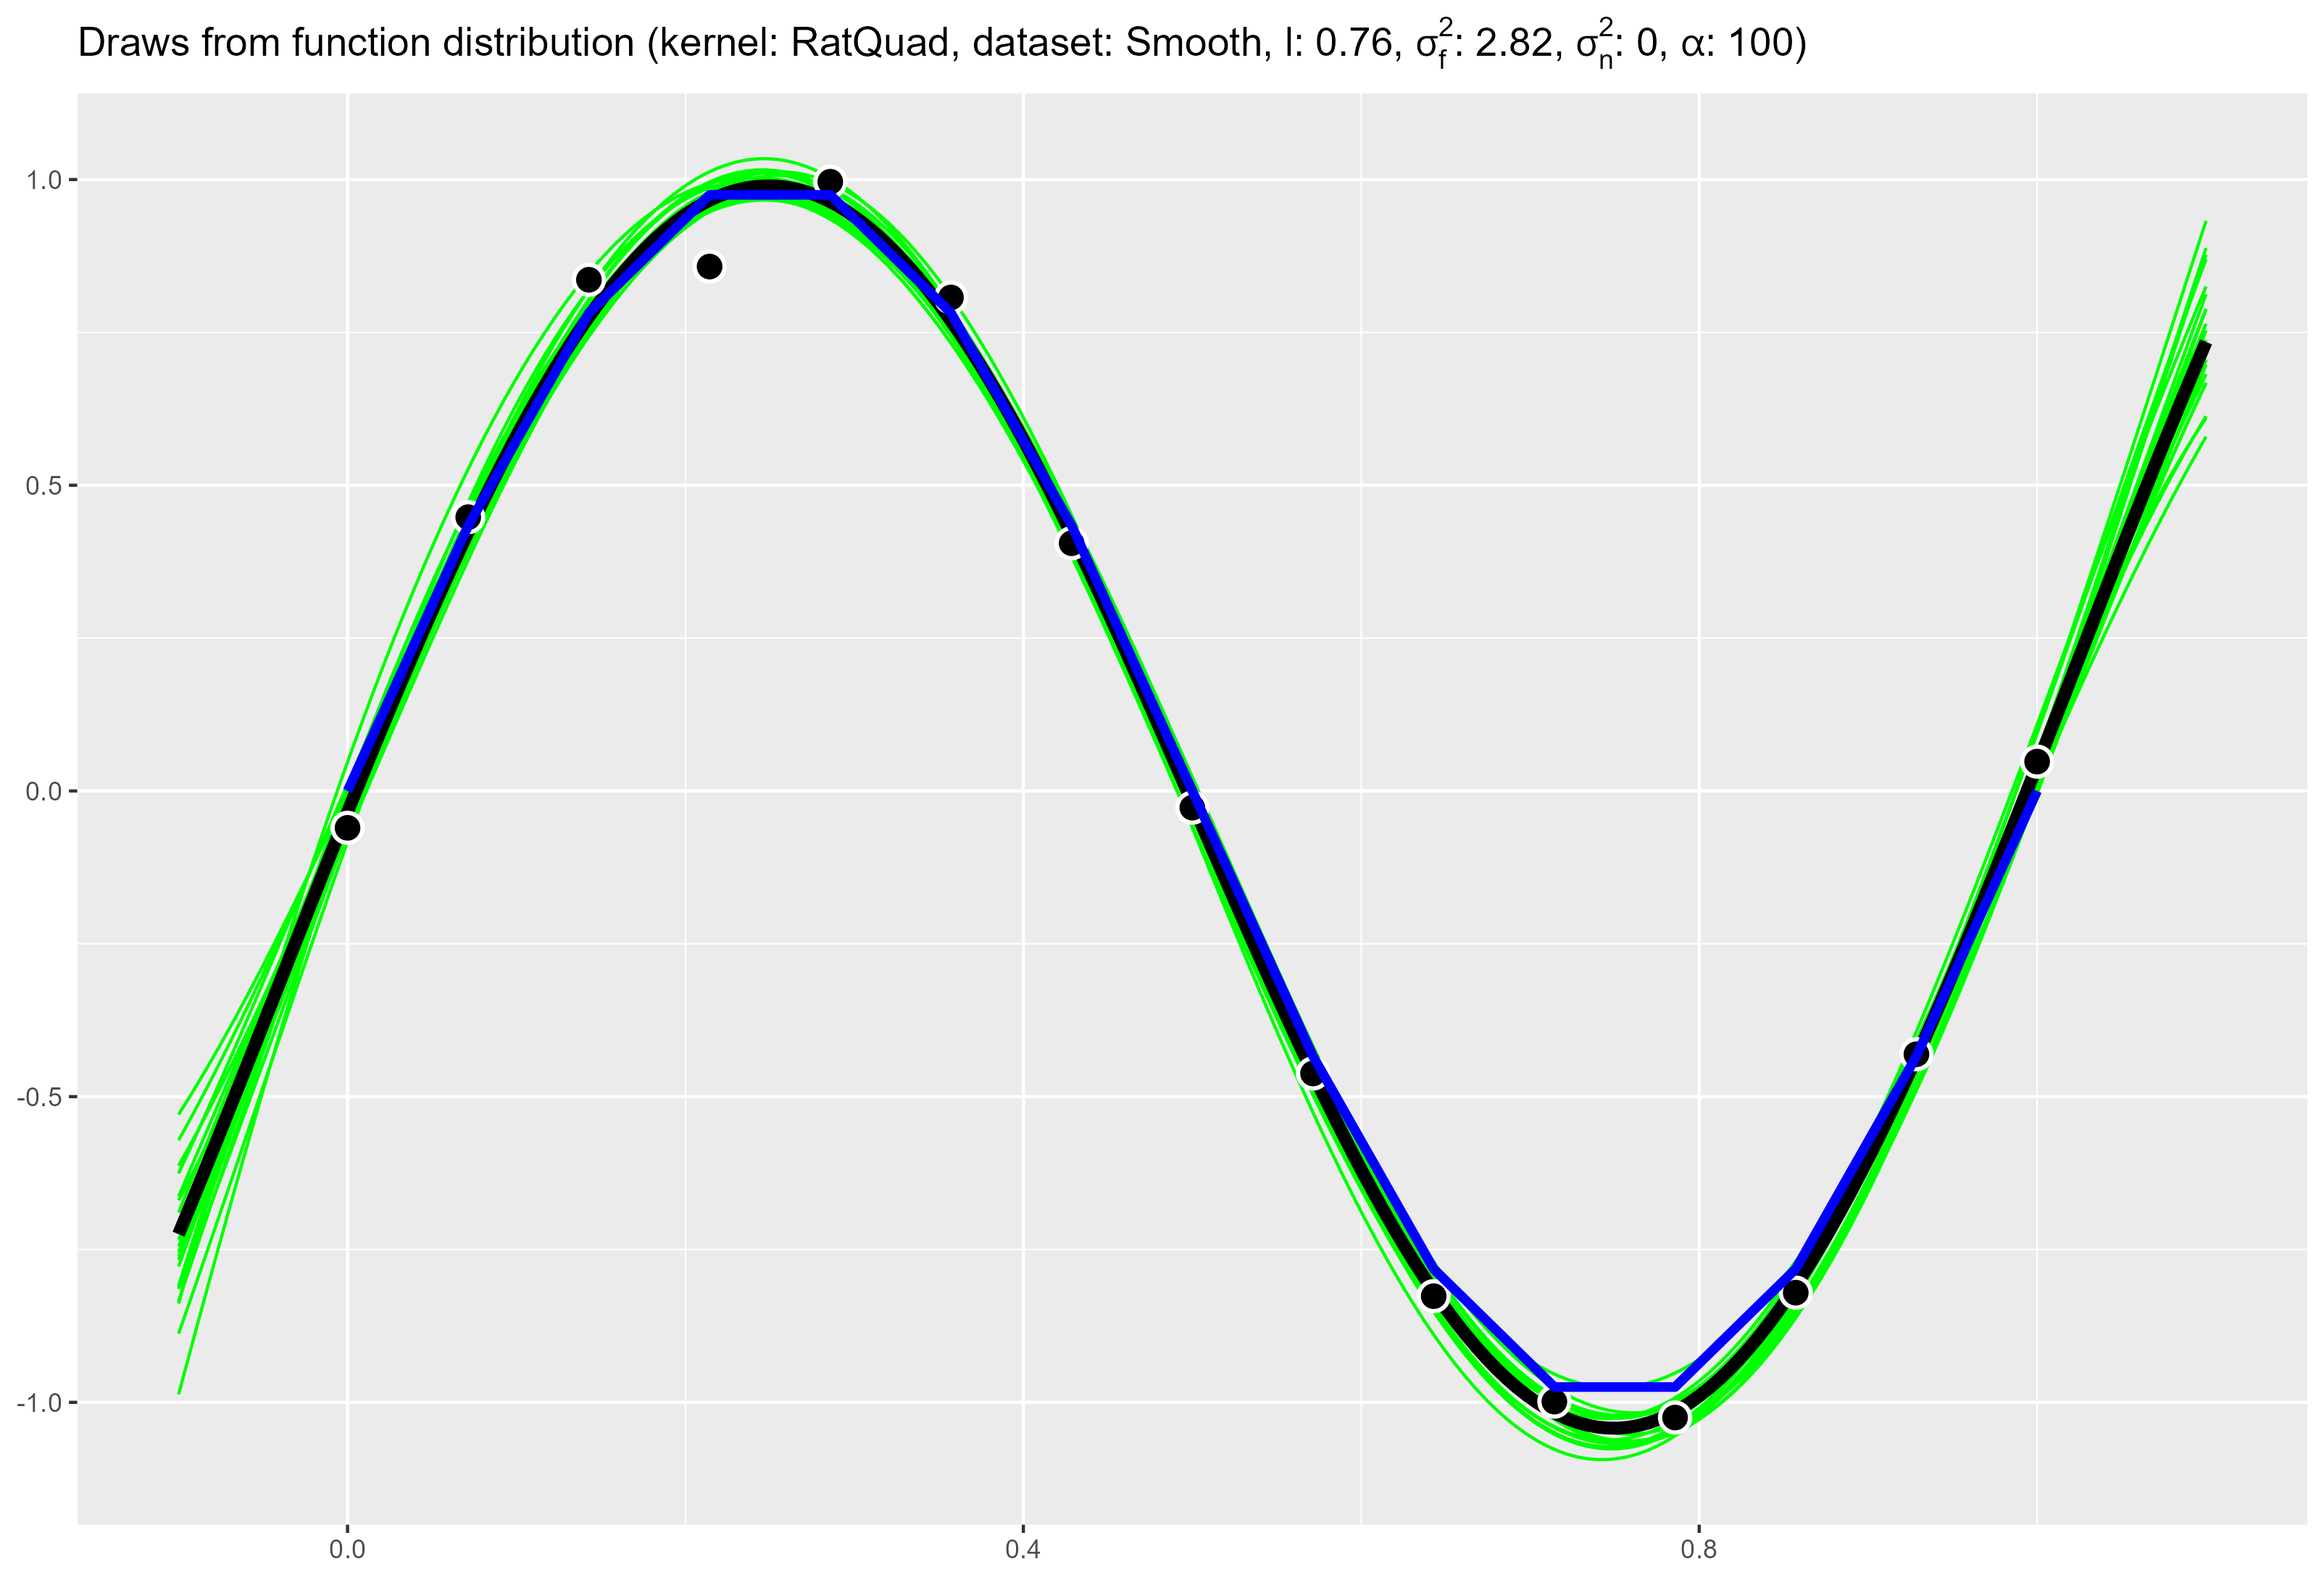 Draws from function distribution (kernel: RatQuad, dataset: Smooth, l: 0.76, σ²f: 2.82, σ²n: 0, α: 100)
1.0
0.5
0.0
-0.5
-1.0
0.0 0.4 0.8